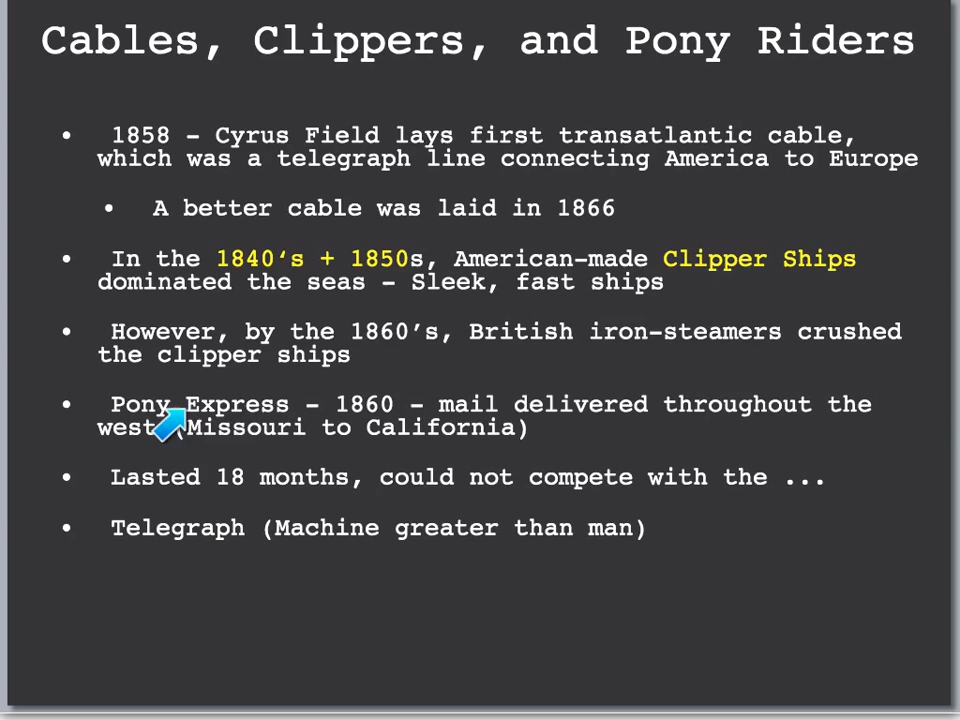 Cables, Clippers, and Pony Riders
• 1858 – Cyrus Field lays first transatlantic cable,
which was a telegraph line connecting America to Europe
• A better cable was laid in 1866
• In the 1840‘s + 1850s, American-made Clipper Ships
dominated the seas – Sleek, fast ships
• However, by the 1860’s, British iron-steamers crushed
the clipper ships
• Pony Express – 1860 – mail delivered throughout the
west (Missouri to California)
• Lasted 18 months, could not compete with the ...
• Telegraph (Machine greater than man)